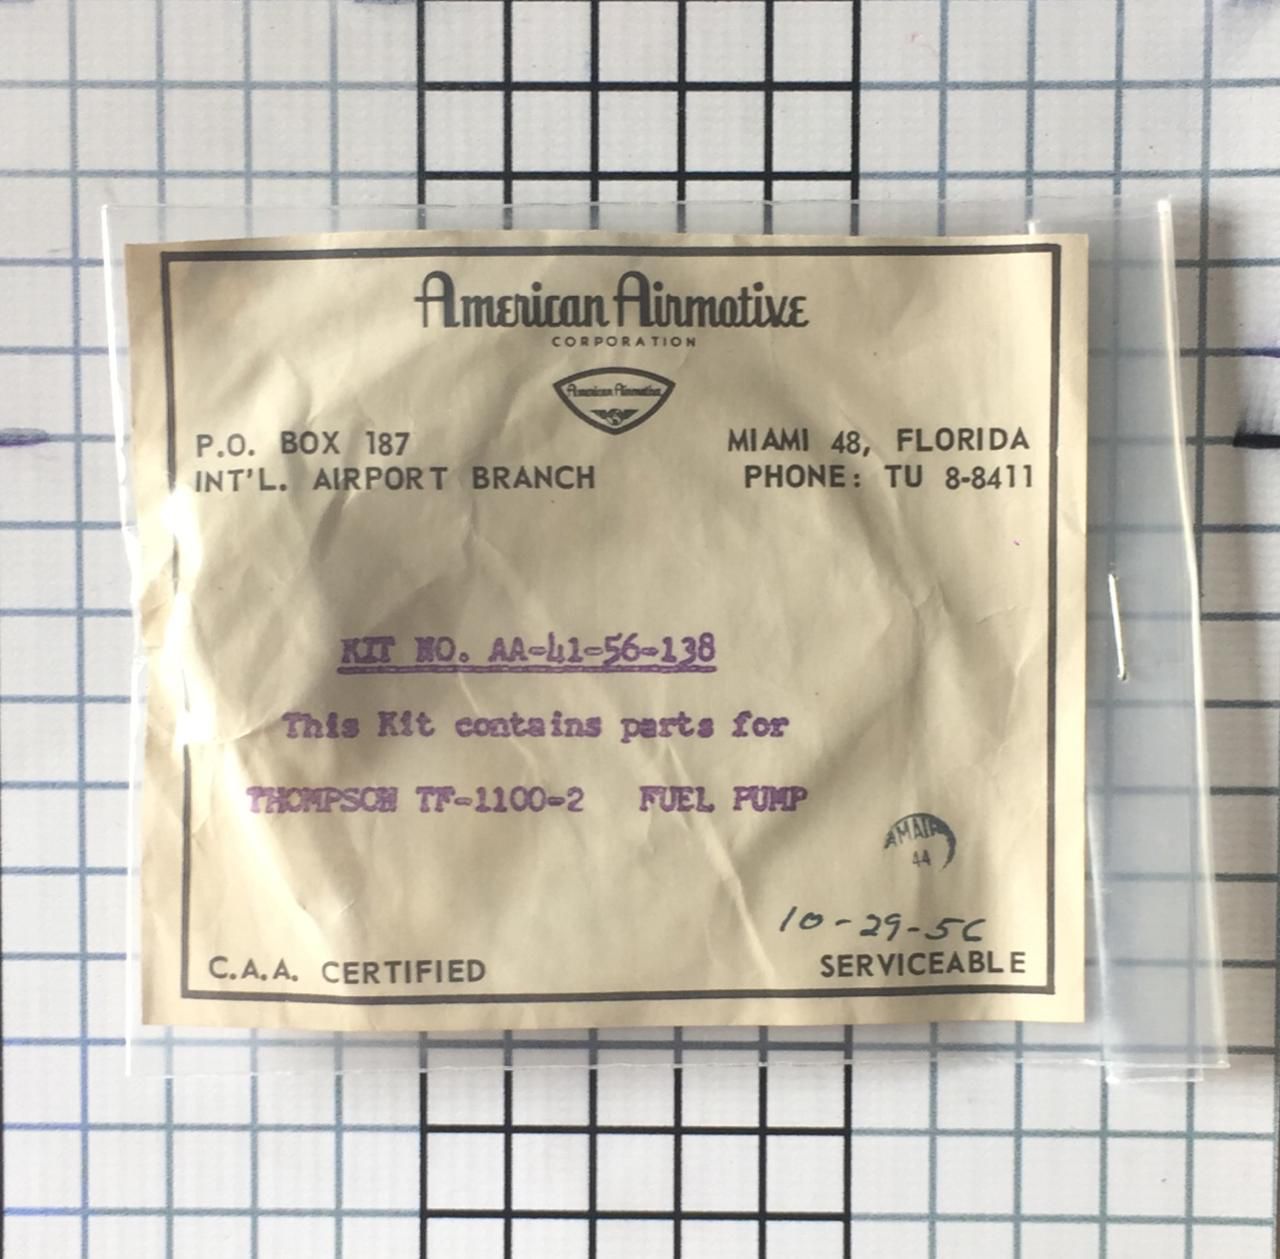 American Airmotive
CORPORATION
American Airmotive
P.O. BOX 187
INT'L. AIRPORT BRANCH
MIAMI 48, FLORIDA
PHONE: TU 8-8411
KIT NO. AA-41-56-138
This Kit contains parts for
THOMPSON TF-1100-2 FUEL PUMP
AMAIR
44
10-29-56
C.A.A. CERTIFIED
SERVICEABLE